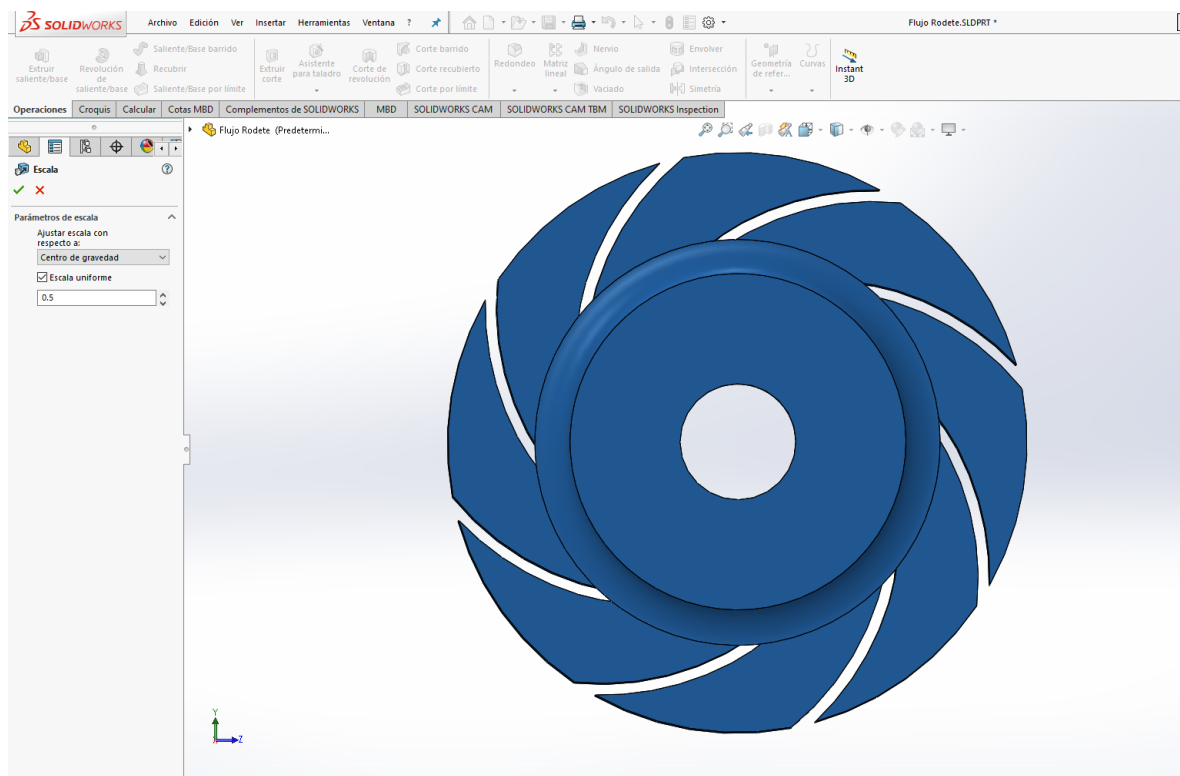 SOLIDWORKS Archivo Edición Ver Insertar Herramientas Ventana ? Flujo Rodete.SLDPRT *
Extruir saliente/base
Revolución de saliente/base
Saliente/Base barrido
Recubrir
Saliente/Base por límite
Extruir corte
Asistente para taladro
Corte de revolución
Corte barrido
Corte recubierto
Corte por límite
Redondeo
Matriz lineal
Nervio
Ángulo de salida
Vaciado
Envolver
Intersección
Simetría
Geometría de refer...
Curvas
Instant 3D
Operaciones Croquis Calcular Cotas MBD Complementos de SOLIDWORKS MBD SOLIDWORKS CAM SOLIDWORKS CAM TBM SOLIDWORKS Inspection
Flujo Rodete (Predetermi...
Escala
Parámetros de escala
Ajustar escala con
respecto a:
Centro de gravedad
Escala uniforme
0.5
Y
Z